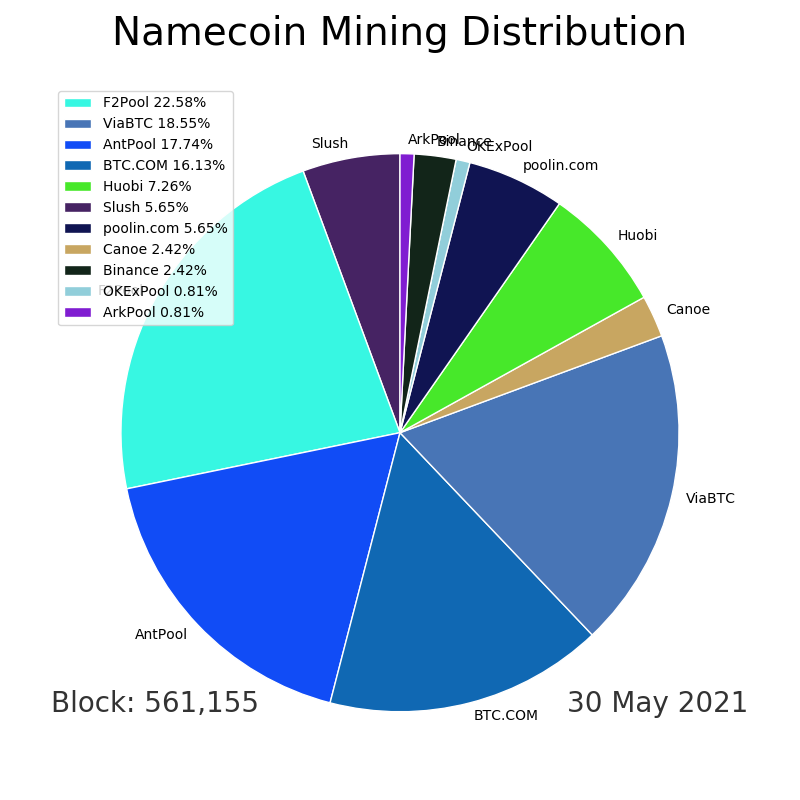 Namecoin Mining Distribution
F2Pool 22.58%
ViaBTC 18.55%
AntPool 17.74%
BTC.COM 16.13%
Huobi 7.26%
Slush 5.65%
poolin.com 5.65%
Canoe 2.42%
Binance 2.42%
OKExPool 0.81%
ArkPool 0.81%
Slush
ArkPool
Binance
OKExPool
poolin.com
Huobi
Canoe
ViaBTC
AntPool
BTC.COM
Block: 561,155
30 May 2021